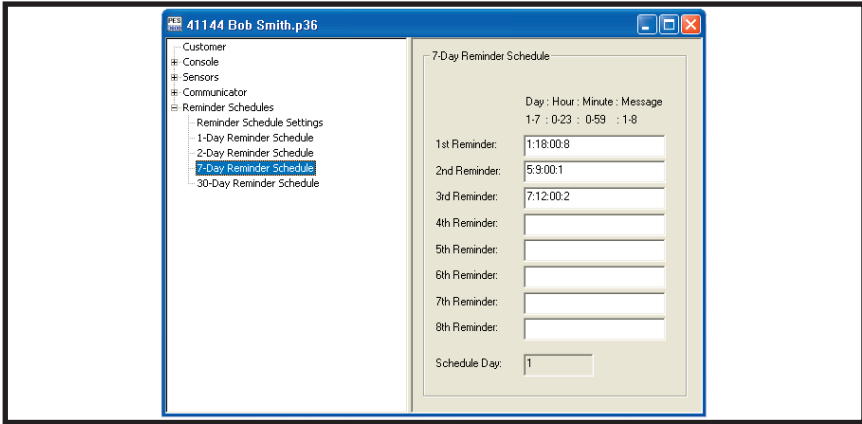 41144 Bob Smith.p36
Customer
Console
Sensors
Communicator
Reminder Schedules
Reminder Schedule Settings
1-Day Reminder Schedule
2-Day Reminder Schedule
7-Day Reminder Schedule
30-Day Reminder Schedule
7-Day Reminder Schedule
Day : Hour : Minute : Message
1-7 : 0-23 : 0-59 : 1-8
1st Reminder: 1:18:00:8
2nd Reminder: 5:9:00:1
3rd Reminder: 7:12:00:2
4th Reminder:
5th Reminder:
6th Reminder:
7th Reminder:
8th Reminder:
Schedule Day: 1